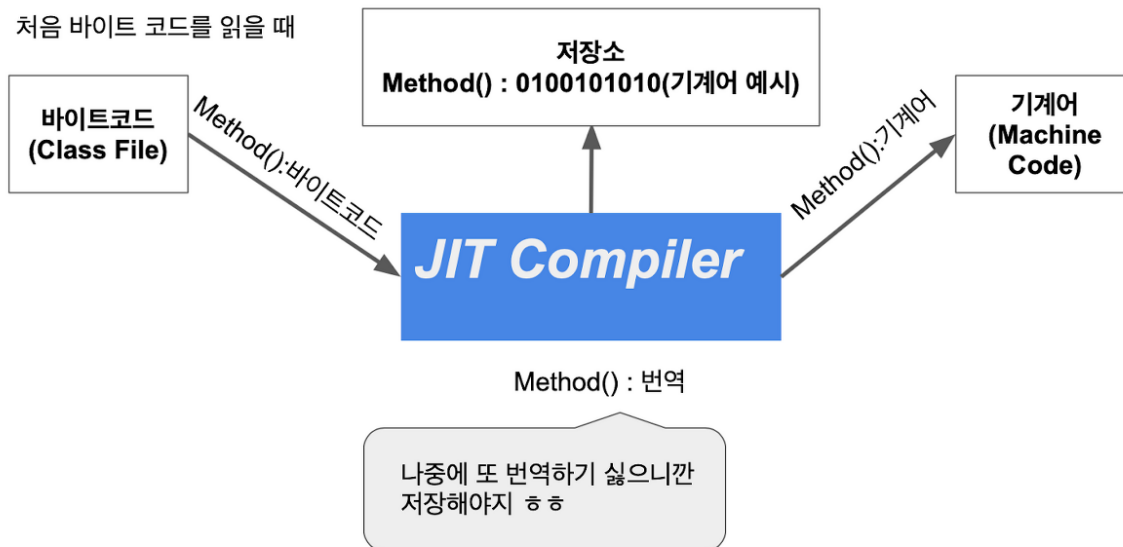 처음 바이트 코드를 읽을 때
저장소
Method() : 0100101010(기계어 예시)
바이트코드
(Class File)
Method():바이트코드
Method():기계어
기계어
(Machine
Code)
JIT Compiler
Method() : 번역
나중에 또 번역하기 싫으니깐
저장해야지 ㅎㅎ